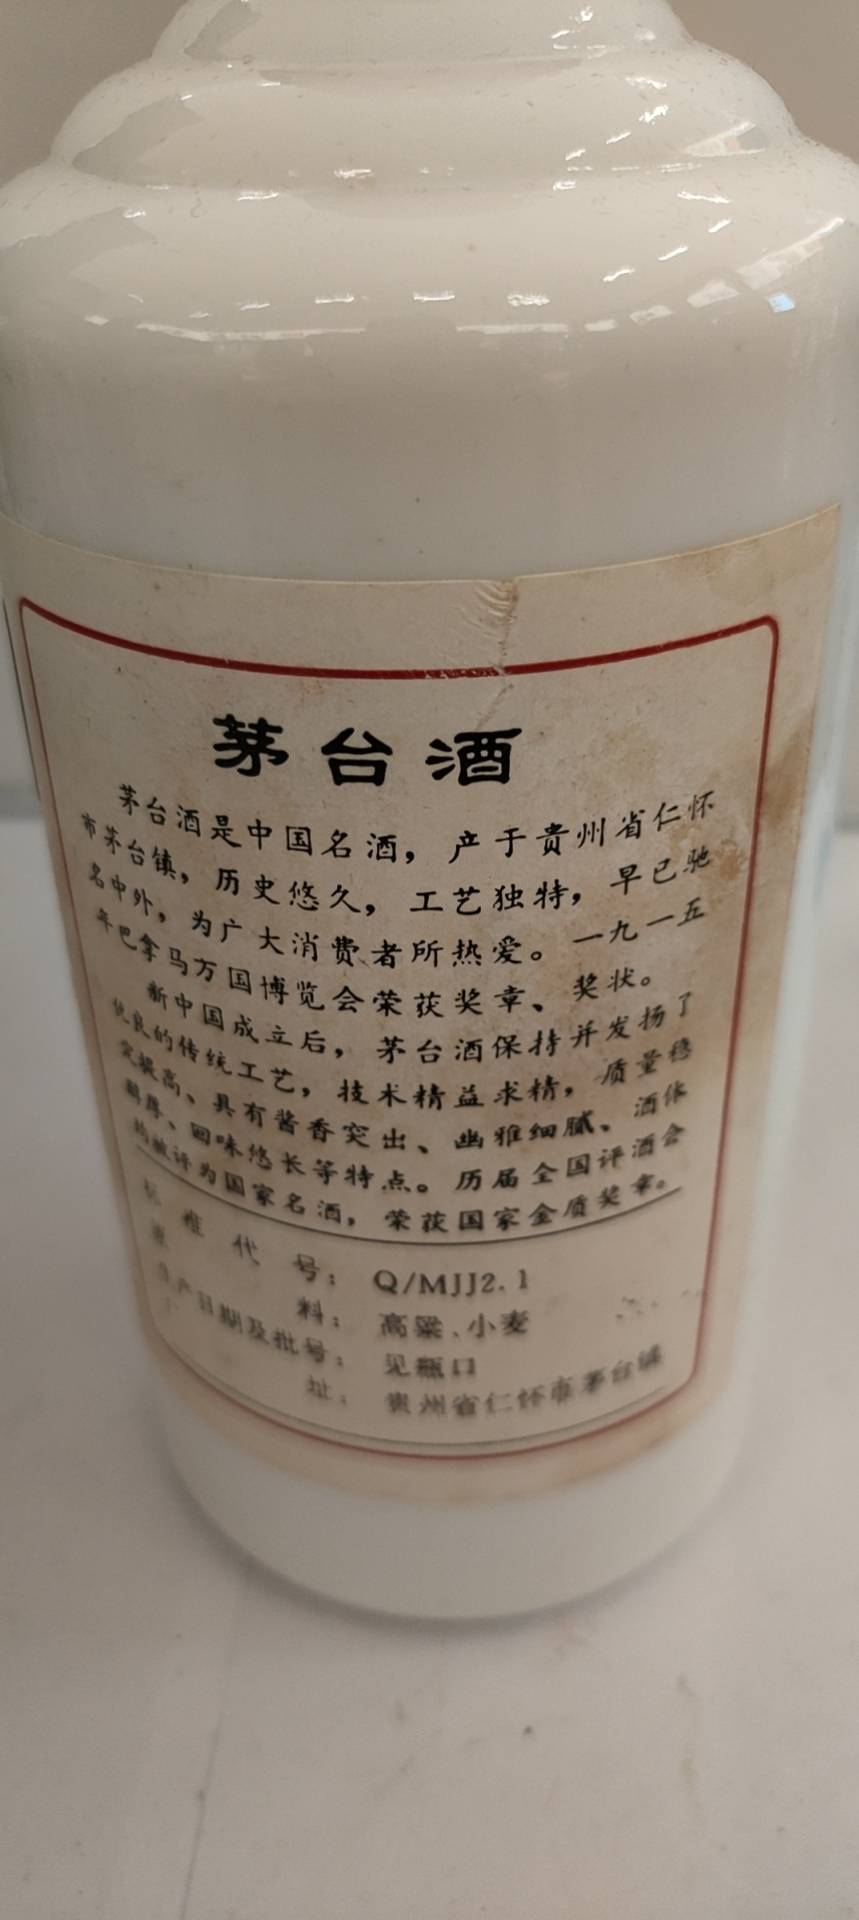 茅台酒
茅台酒是中国名酒，产于贵州省仁怀
市茅台镇，历史悠久，工艺独特，早已驰
名中外，为广大消费者所热爱。一九一五
年巴拿马万国博览会荣获奖章、奖状。
新中国成立后，茅台酒保持并发扬了
优良的传统工艺，技术精益求精，质量稳
定提高、具有酱香突出、幽雅细腻、酒体
醇厚、回味悠长等特点。历届全国评酒会
均被评为国家名酒，荣获国家金质奖章。
标准代号：Q/MJJ2.1
原料：高粱、小麦
生产日期及批号：见瓶口
址：贵州省仁怀市茅台镇